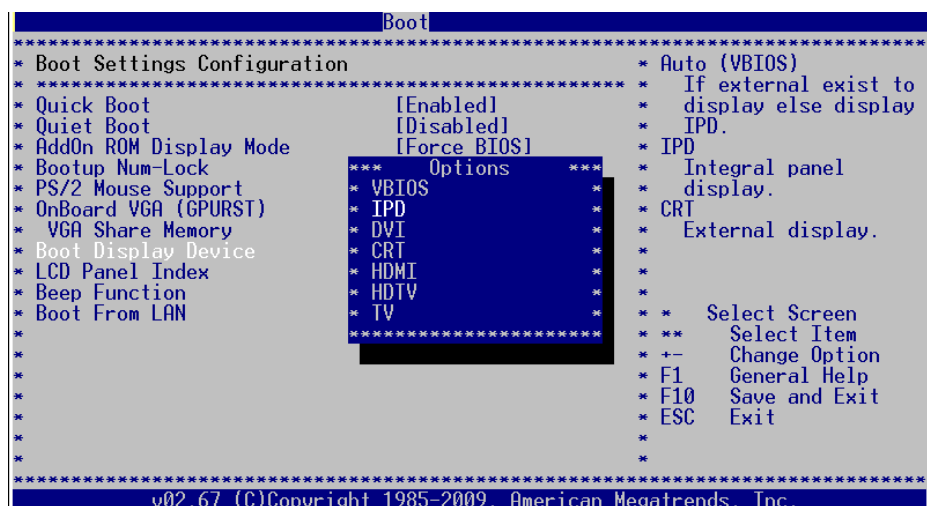 Boot
Boot Settings Configuration
Quick Boot [Enabled]
Quiet Boot [Disabled]
AddOn ROM Display Mode [Force BIOS]
Bootup Num-Lock
PS/2 Mouse Support
OnBoard VGA (GPURST)
VGA Share Memory
Boot Display Device
LCD Panel Index
Beep Function
Boot From LAN
*** Options ***
* VBIOS *
* IPD *
* DVI *
* CRT *
* HDMI *
* HDTV *
* TV *
* Auto (VBIOS)
* If external exist to
* display else display
* IPD.
* IPD
* Integral panel
* display.
* CRT
* External display.
* * Select Screen
* ** Select Item
* +- Change Option
* F1 General Help
* F10 Save and Exit
* ESC Exit
v02.67 (C)Copyright 1985-2009, American Megatrends, Inc.